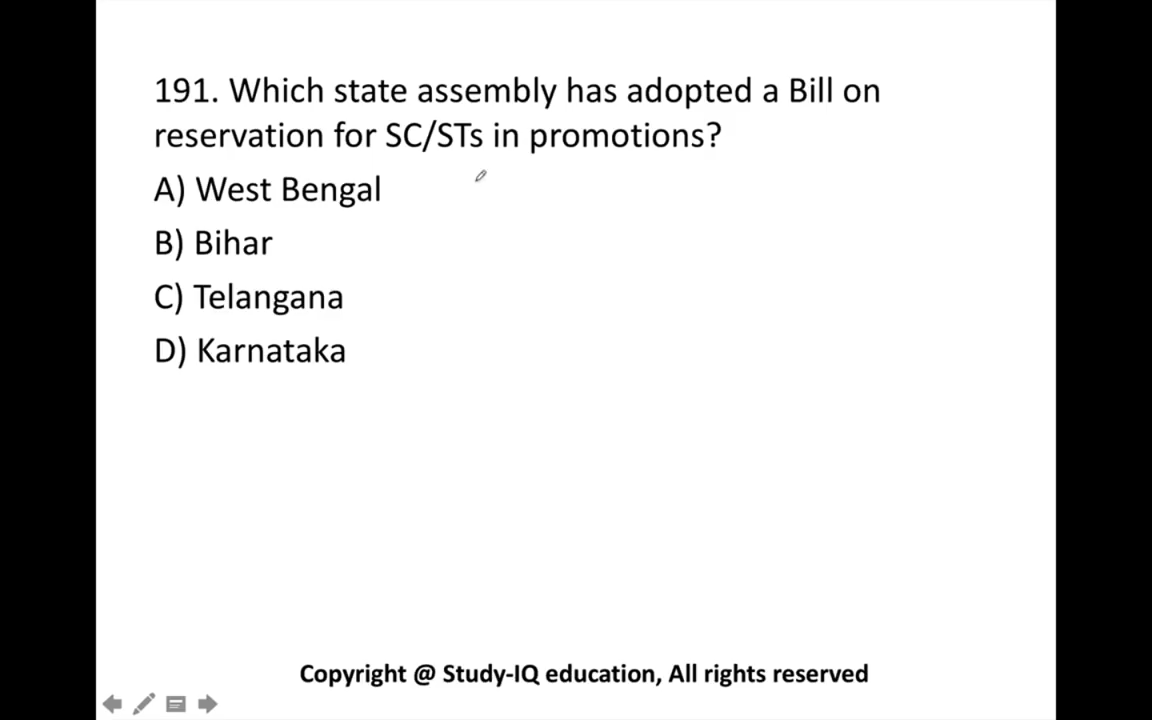 191. Which state assembly has adopted a Bill on
reservation for SC/STs in promotions?
A) West Bengal
B) Bihar
C) Telangana
D) Karnataka
Copyright @ Study-IQ education, All rights reserved